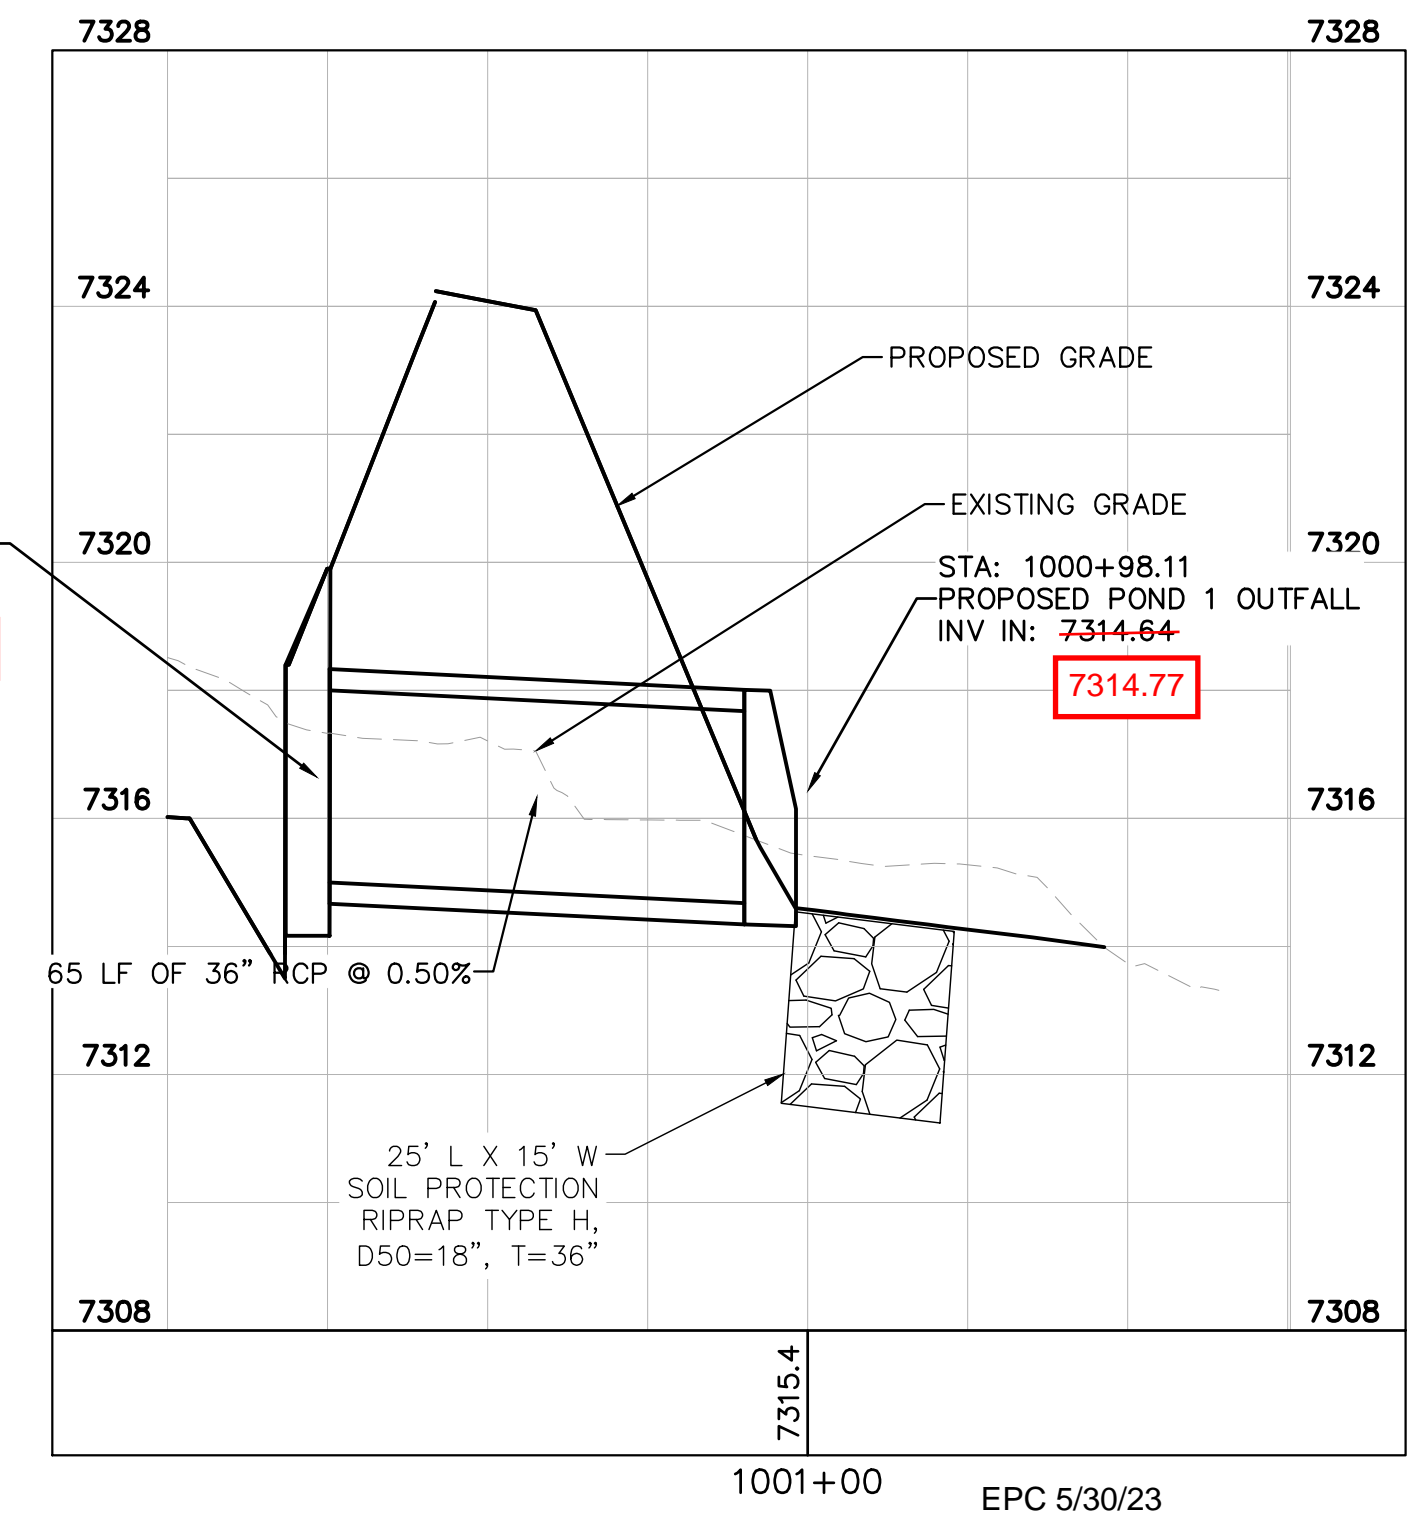 7328
7328
7324
7324
PROPOSED GRADE
EXISTING GRADE
7320
7320
STA: 1000+98.11
PROPOSED POND 1 OUTFALL
INV IN: 7314.64
7314.77
7316
7316
65 LF OF 36” RCP @ 0.50%
7312
7312
25’ L X 15’ W
SOIL PROTECTION
RIPRAP TYPE H,
D50=18”, T=36”
7308
7308
7315.4
1001+00
EPC 5/30/23